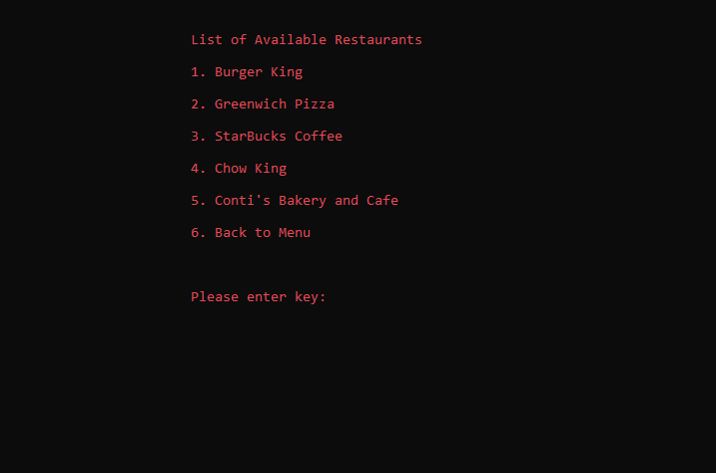 List of Available Restaurants
1. Burger King
2. Greenwich Pizza
3. StarBucks Coffee
4. Chow King
5. Conti's Bakery and Cafe
6. Back to Menu
Please enter key: